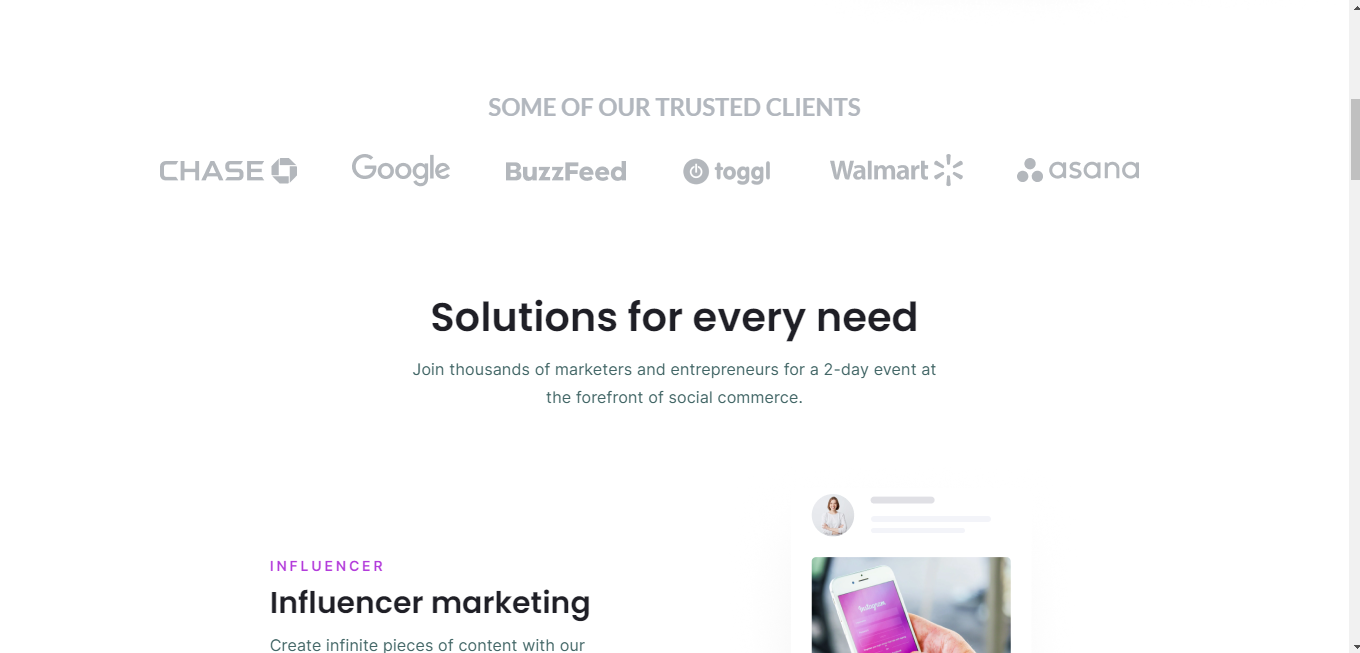 SOME OF OUR TRUSTED CLIENTS
CHASE Google BuzzFeed toggl Walmart asana
Solutions for every need
Join thousands of marketers and entrepreneurs for a 2-day event at
the forefront of social commerce.
INFLUENCER
Influencer marketing
Create infinite pieces of content with our
Instagram